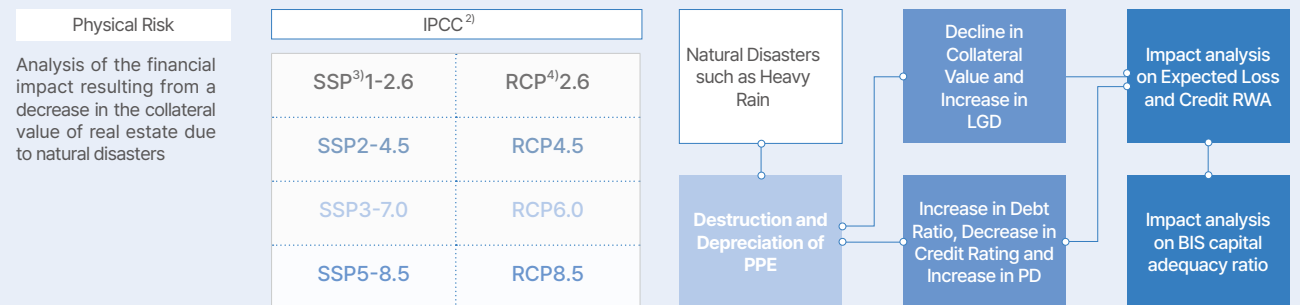 Physical Risk
Analysis of the financial
impact resulting from a
decrease in the collateral
value of real estate due
to natural disasters
IPCC 2)
SSP3)1-2.6
RCP4)2.6
SSP2-4.5
RCP4.5
SSP3-7.0
RCP6.0
SSP5-8.5
RCP8.5
Natural Disasters
such as Heavy
Rain
Destruction and
Depreciation of
PPE
Decline in
Collateral
Value and
Increase in
LGD
Increase in Debt
Ratio, Decrease in
Credit Rating and
Increase in PD
Impact analysis
on Expected Loss
and Credit RWA
Impact analysis
on BIS capital
adequacy ratio